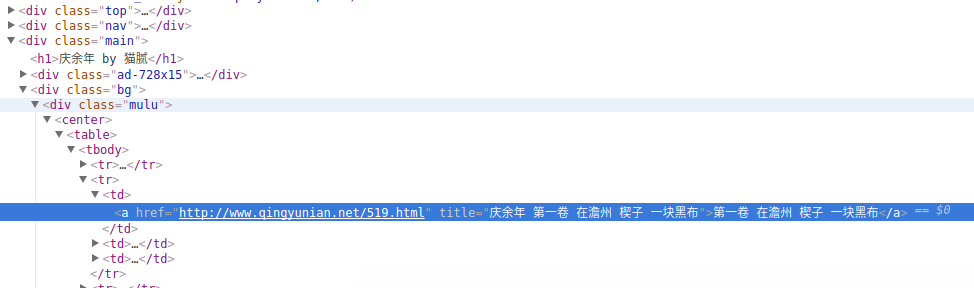 <div class="top">…</div>
<div class="nav">…</div>
<div class="main">
<h1>庆余年 by 猫腻</h1>
<div class="ad-728x15">…</div>
<div class="bg">
<div class="mulu">
<center>
<table>
<tbody>
<tr>…</tr>
<tr>
<td>
<a href="http://www.qingyunian.net/519.html" title="庆余年 第一卷 在澹州 楔子 一块黑布">第一卷 在澹州 楔子 一块黑布</a> == $0
</td>
<td>…</td>
<td>…</td>
</tr>
<tr>…</tr>